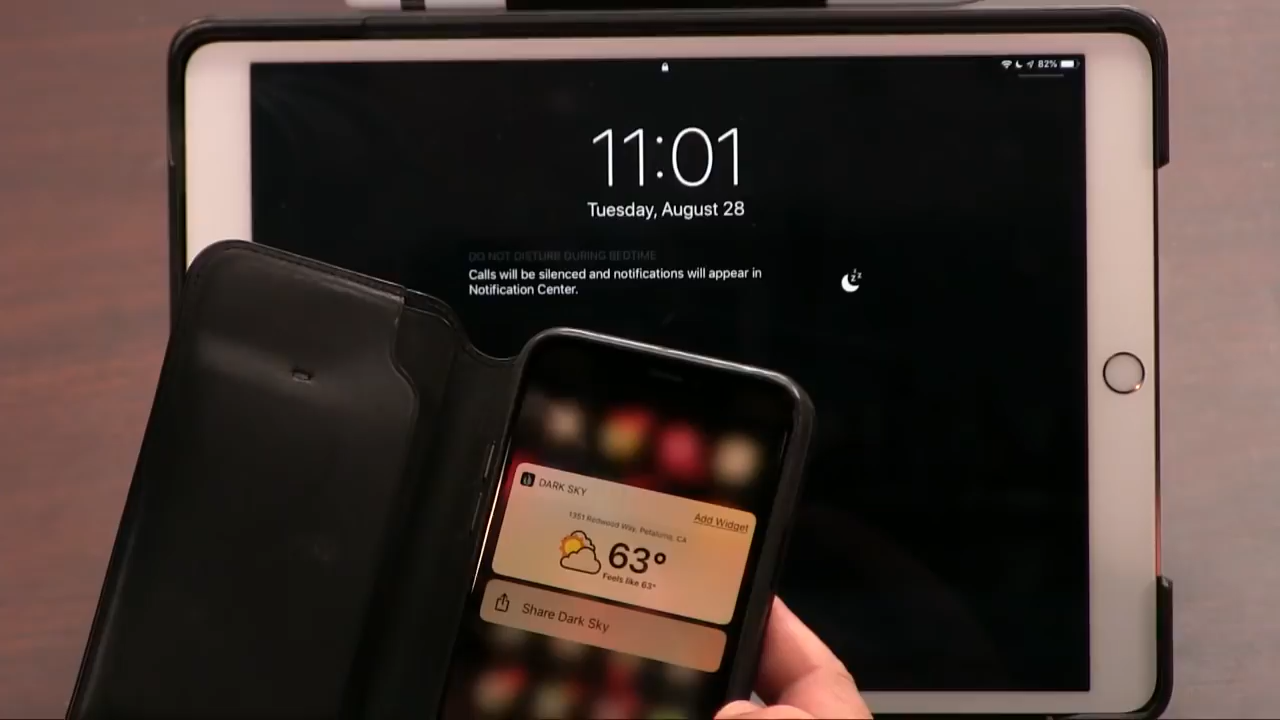 82%
11:01
Tuesday, August 28
DO NOT DISTURB DURING BEDTIME
Calls will be silenced and notifications will appear in
Notification Center.
z z z
DARK SKY
Add Widget
1351 Redwood Way, Petaluma, CA
63°
Feels like 63°
Share Dark Sky